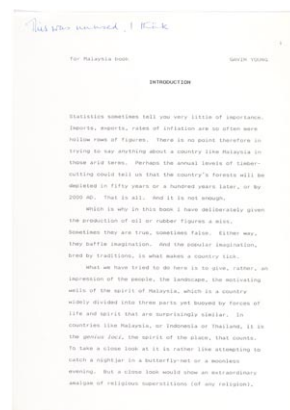 This was unused, I think
1
for Malaysia book GAVIN YOUNG
INTRODUCTION
Statistics sometimes tell you very little of importance.
Imports, exports, rates of inflation are so often mere
hollow rows of figures. There is no point therefore in
trying to say anything about a country like Malaysia in
those arid terms. Perhaps the annual levels of timber-
cutting could tell us that the country's forests will be
depleted in fifty years or a hundred years later, or by
2000 AD. That is all. And it is not enough.
Which is why in this book I have deliberately given
the production of oil or rubber figures a miss.
Sometimes they are true, sometimes false. Either way,
they baffle imagination. And the popular imagination,
bred by traditions, is what makes a country tick.
What we have tried to do here is to give, rather, an
impression of the people, the landscape, the motivating
wells of the spirit of Malaysia, which is a country
widely divided into three parts yet buoyed by forces of
life and spirit that are surprisingly similar. In
countries like Malaysia, or Indonesia or Thailand, it is
the genius loci, the spirit of the place, that counts.
To take a close look at it is rather like attempting to
catch a nightjar in a butterfly-net on a moonless
evening. But a close look would show an extraordinary
amalgam of religious superstitions (of any religion),